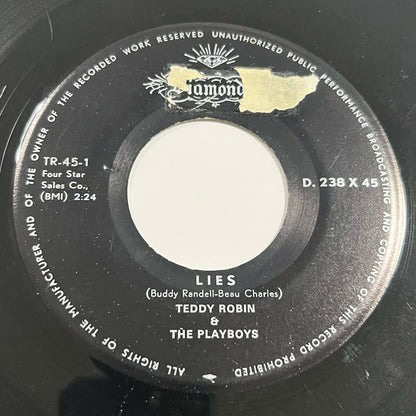 ALL RIGHTS OF THE MANUFACTURER AND OF THE OWNER OF THE RECORDED WORK RESERVED UNAUTHORIZED PUBLIC PERFORMANCE BROADCASTING AND COPYING OF THIS RECORD PROHIBITED.
Diamond
TR-45-1
Four Star
Sales Co.,
(BMI) 2:24
D. 238 X 45
LIES
(Buddy Randell-Beau Charles)
TEDDY ROBIN
&
THE PLAYBOYS